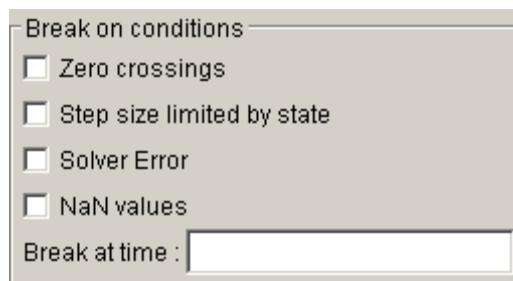 Break on conditions
Zero crossings
Step size limited by state
Solver Error
NaN values
Break at time :